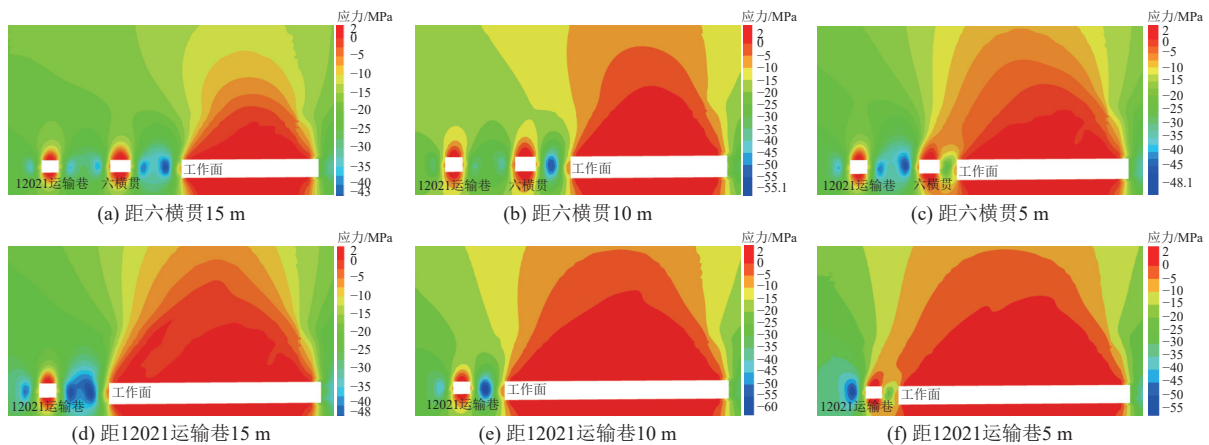 应力/MPa
2
0
−5
−10
−15
−20
−25
−30
−35
−40
−43
12021运输巷
六横贯
工作面
(a) 距六横贯15 m
应力/MPa
2
0
−5
−10
−15
−20
−25
−30
−35
−40
−45
−50
−55
−55.1
12021运输巷
六横贯
工作面
(b) 距六横贯10 m
应力/MPa
2
0
−5
−10
−15
−20
−25
−30
−35
−40
−45
−48.1
12021运输巷
六横贯
工作面
(c) 距六横贯5 m
应力/MPa
2
0
−5
−10
−15
−20
−25
−30
−35
−40
−48
12021运输巷
工作面
(d) 距12021运输巷15 m
应力/MPa
2
0
−5
−10
−15
−20
−25
−30
−35
−40
−45
−50
−55
−60
12021运输巷
工作面
(e) 距12021运输巷10 m
应力/MPa
2
0
−5
−10
−15
−20
−25
−30
−35
−40
−45
−50
−55
12021运输巷
工作面
(f) 距12021运输巷5 m